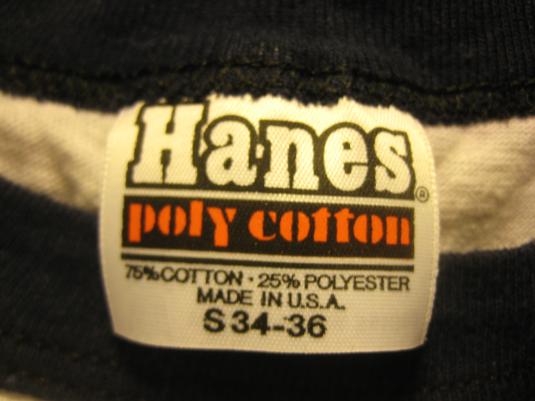 Hanes®
poly cotton
75% COTTON · 25% POLYESTER
MADE IN U.S.A.
S 34-36